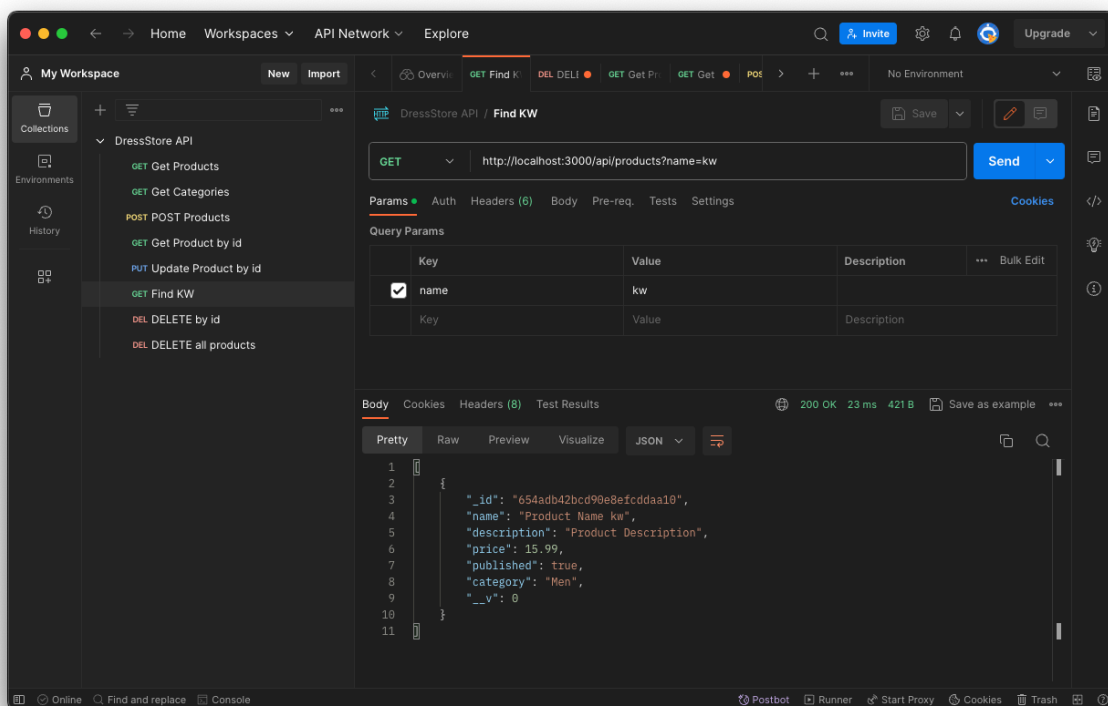 Home Workspaces API Network Explore Invite Upgrade
My Workspace New Import
Overvie GET Find K DEL DELE GET Get Pr GET Get POS No Environment
Collections
Environments
History
DressStore API
GET Get Products
GET Get Categories
POST POST Products
GET Get Product by id
PUT Update Product by id
GET Find KW
DEL DELETE by id
DEL DELETE all products
HTTP DressStore API / Find KW Save
GET http://localhost:3000/api/products?name=kw Send
Params Auth Headers (6) Body Pre-req. Tests Settings Cookies
Query Params
Key Value Description Bulk Edit
name kw
Key Value Description
Body Cookies Headers (8) Test Results 200 OK 23 ms 421 B Save as example
Pretty Raw Preview Visualize JSON
1 [
2 {
3 "_id": "654adb42bcd90e8efcddaa10",
4 "name": "Product Name kw",
5 "description": "Product Description",
6 "price": 15.99,
7 "published": true,
8 "category": "Men",
9 "__v": 0
10 }
11 ]
Online Find and replace Console Postbot Runner Start Proxy Cookies Trash